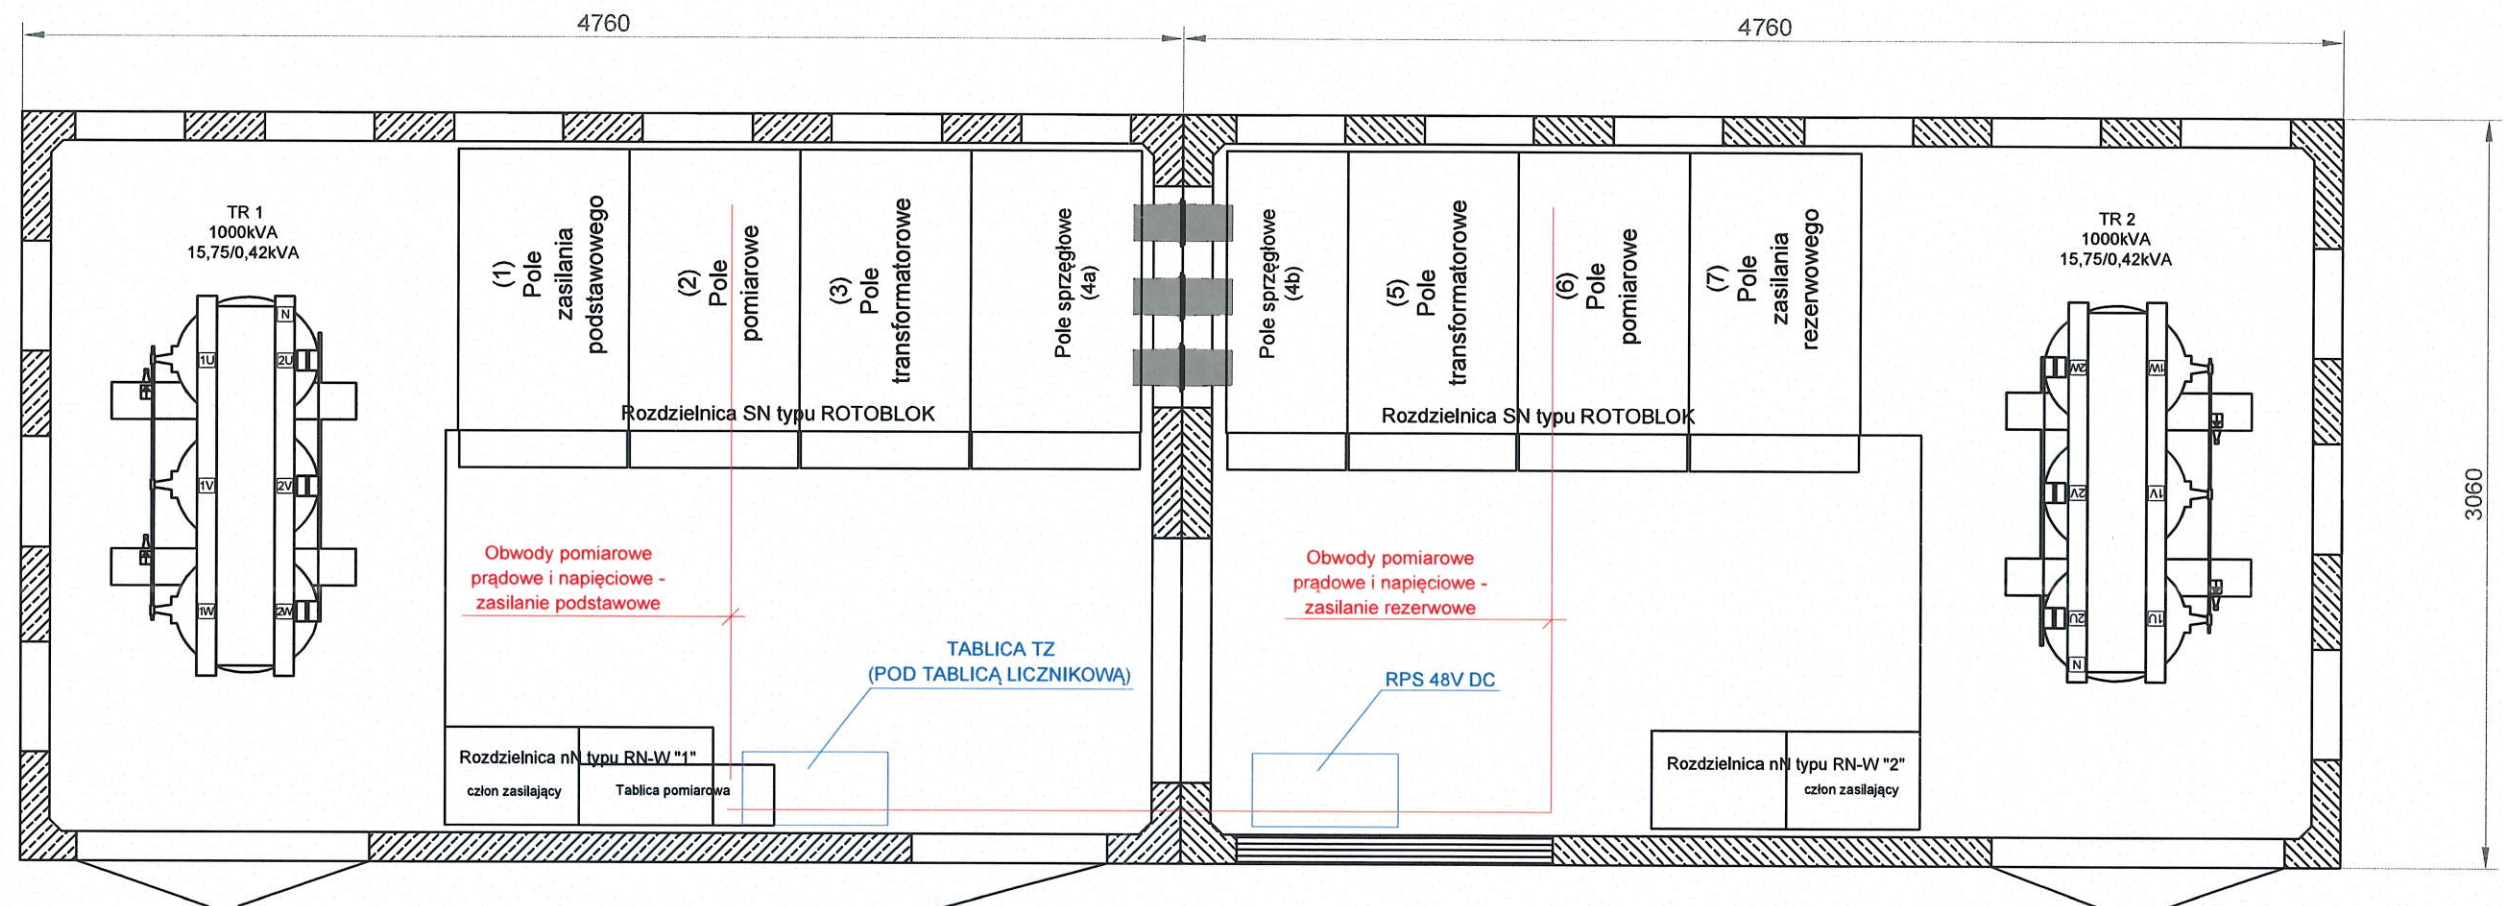 4760
4760
3060
TR 1
1000kVA
15,75/0,42kVA
(1)
Pole
zasilania
podstawowego
(2)
Pole
pomiarowe
(3)
Pole
transformatorowe
Pole sprzęgłowe
(4a)
Pole sprzęgłowe
(4b)
(5)
Pole
transformatorowe
(6)
Pole
pomiarowe
(7)
Pole
zasilania
rezerwowego
TR 2
1000kVA
15,75/0,42kVA
Rozdzielnica SN typu ROTOBLOK
Rozdzielnica SN typu ROTOBLOK
N
1U
2U
1V
2V
1W
2W
2W
1W
2V
1V
2U
1U
N
Obwody pomiarowe
prądowe i napięciowe -
zasilanie podstawowe
Obwody pomiarowe
prądowe i napięciowe -
zasilanie rezerwowe
TABLICA TZ
(POD TABLICĄ LICZNIKOWĄ)
RPS 48V DC
Rozdzielnica nN typu RN-W "1"
człon zasilający
Tablica pomiarowa
Rozdzielnica nN typu RN-W "2"
człon zasilający